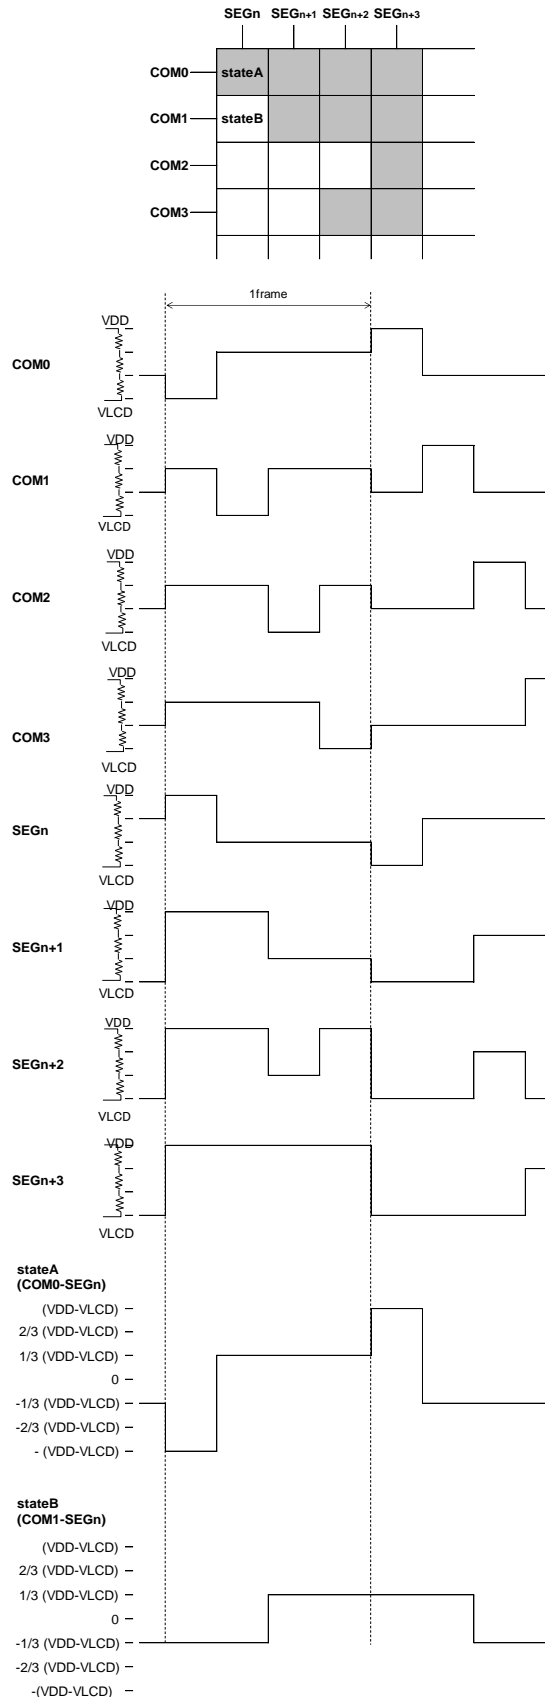 SEGn SEGn+1 SEGn+2 SEGn+3
COM0 stateA
COM1 stateB
COM2
COM3
1frame
VDD
COM0
VLCD
VDD
COM1
VLCD
VDD
COM2
VLCD
VDD
COM3
VLCD
VDD
SEGn
VLCD
VDD
SEGn+1
VLCD
VDD
SEGn+2
VLCD
VDD
SEGn+3
VLCD
stateA
(COM0-SEGn)
(VDD-VLCD)
2/3 (VDD-VLCD)
1/3 (VDD-VLCD)
0
-1/3 (VDD-VLCD)
-2/3 (VDD-VLCD)
- (VDD-VLCD)
stateB
(COM1-SEGn)
(VDD-VLCD)
2/3 (VDD-VLCD)
1/3 (VDD-VLCD)
0
-1/3 (VDD-VLCD)
-2/3 (VDD-VLCD)
-(VDD-VLCD)